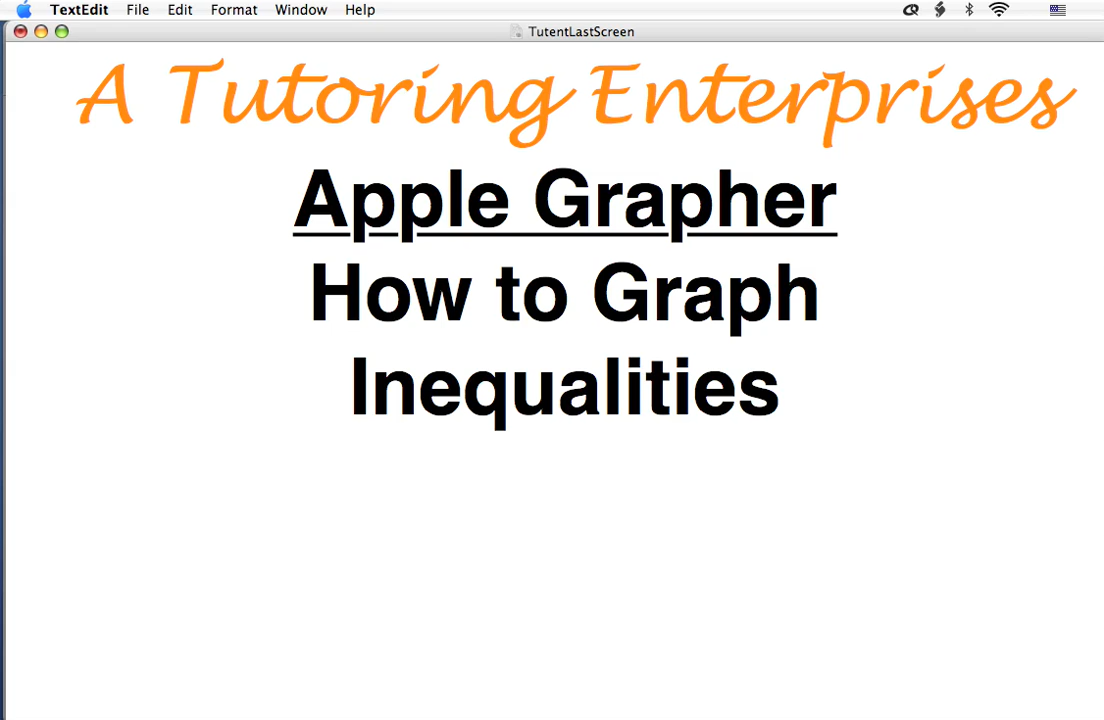 TextEdit File Edit Format Window Help
TutentLastScreen
A Tutoring Enterprises
Apple Grapher
How to Graph
Inequalities